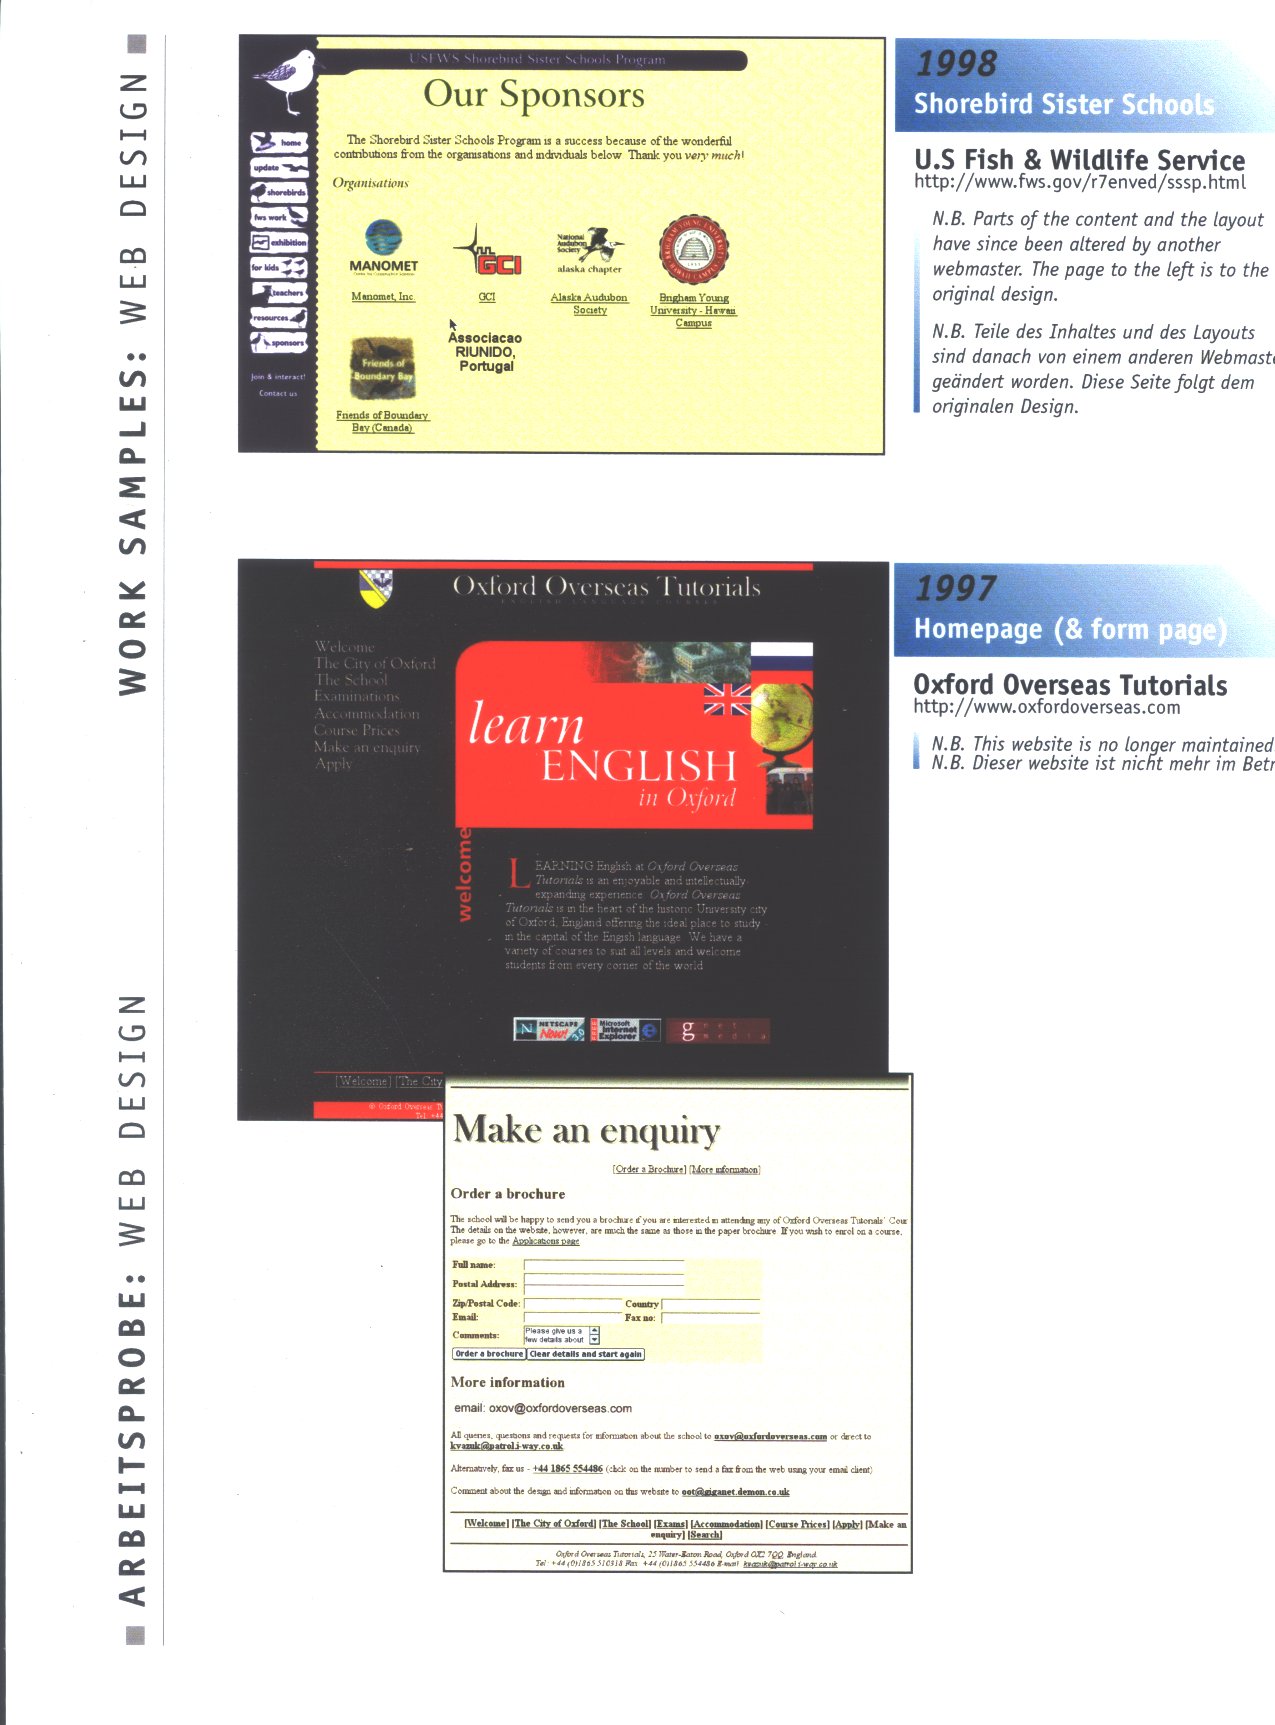 WORK SAMPLES: WEB DESIGN
ARBEITSPROBE: WEB DESIGN
USFWS Shorebird Sister Schools Program
Our Sponsors
The Shorebird Sister Schools Program is a success because of the wonderful
contributions from the organisations and individuals below Thank you very much!
Organisations
home
update
shorebirds
fws work
exhibition
for kids
teachers
resources
sponsors
Join & interact!
Contact us
MANOMET
Manomet, Inc.
GCI
GCI
National
Audubon
Society
alaska chapter
Alaska Audubon
Society
BRIGHAM YOUNG UNIVERSITY
HAWAII CAMPUS
Brigham Young
University - Hawaii
Campus
Friends of
Boundary Bay
Friends of Boundary
Bay (Canada)
Associacao
RIUNIDO,
Portugal
1998
Shorebird Sister Schools
U.S Fish & Wildlife Service
http://www.fws.gov/r7enved/sssp.html
N.B. Parts of the content and the layout
have since been altered by another
webmaster. The page to the left is to the
original design.
N.B. Teile des Inhaltes und des Layouts
sind danach von einem anderen Webmast
geändert worden. Diese Seite folgt dem
originalen Design.
Oxford Overseas Tutorials
ENGLISH LANGUAGE COURSES
Welcome
The City of Oxford
The School
Examinations
Accommodation
Course Prices
Make an enquiry
Apply
learn
ENGLISH
in Oxford
welcome
LEARNING English at Oxford Overseas
Tutorials is an enjoyable and intellectually-
expanding experience Oxford Overseas
Tutorials is in the heart of the historic University city
of Oxford, England offering the ideal place to study -
in the capital of the Engish language We have a
variety of courses to suit all levels and welcome
students from every corner of the world
NETSCAPE
Now! 3.0
FREE
Microsoft
Internet
Explorer
g net
media
[Welcome] [The City
© Oxford Overseas T
Tel +44
1997
Homepage (& form page)
Oxford Overseas Tutorials
http://www.oxfordoverseas.com
N.B. This website is no longer maintained
N.B. Dieser website ist nicht mehr im Betr
Make an enquiry
[Order a Brochure] [More information]
Order a brochure
The school will be happy to send you a brochure if you are interested in attending any of Oxford Overseas Tutorials' Cour
The details on the website, however, are much the same as those in the paper brochure If you wish to enrol on a course,
please go to the Applications page
Full name:
Postal Address:
Zip/Postal Code: Country
Email: Fax no:
Comments: Please give us a
few details about
Order a brochure Clear details and start again
More information
email: oxov@oxfordoverseas.com
All queries, questions and requests for information about the school to oxov@oxfordoverseas.com or direct to
kvazuk@patrol.i-way.co.uk
Alternatively, fax us - +44 1865 554486 (click on the number to send a fax from the web using your email client)
Comment about the design and information on this website to oot@giganet.demon.co.uk
[Welcome] [The City of Oxford] [The School] [Exams] [Accommodation] [Course Prices] [Apply] [Make an
enquiry] [Search]
Oxford Overseas Tutorials, 25 Water-Eaton Road, Oxford OX2 7QQ, England.
Tel: +44 (0)1865 510318 Fax: +44 (0)1865 554486 E-mail: kvazuk@patrol.i-way.co.uk